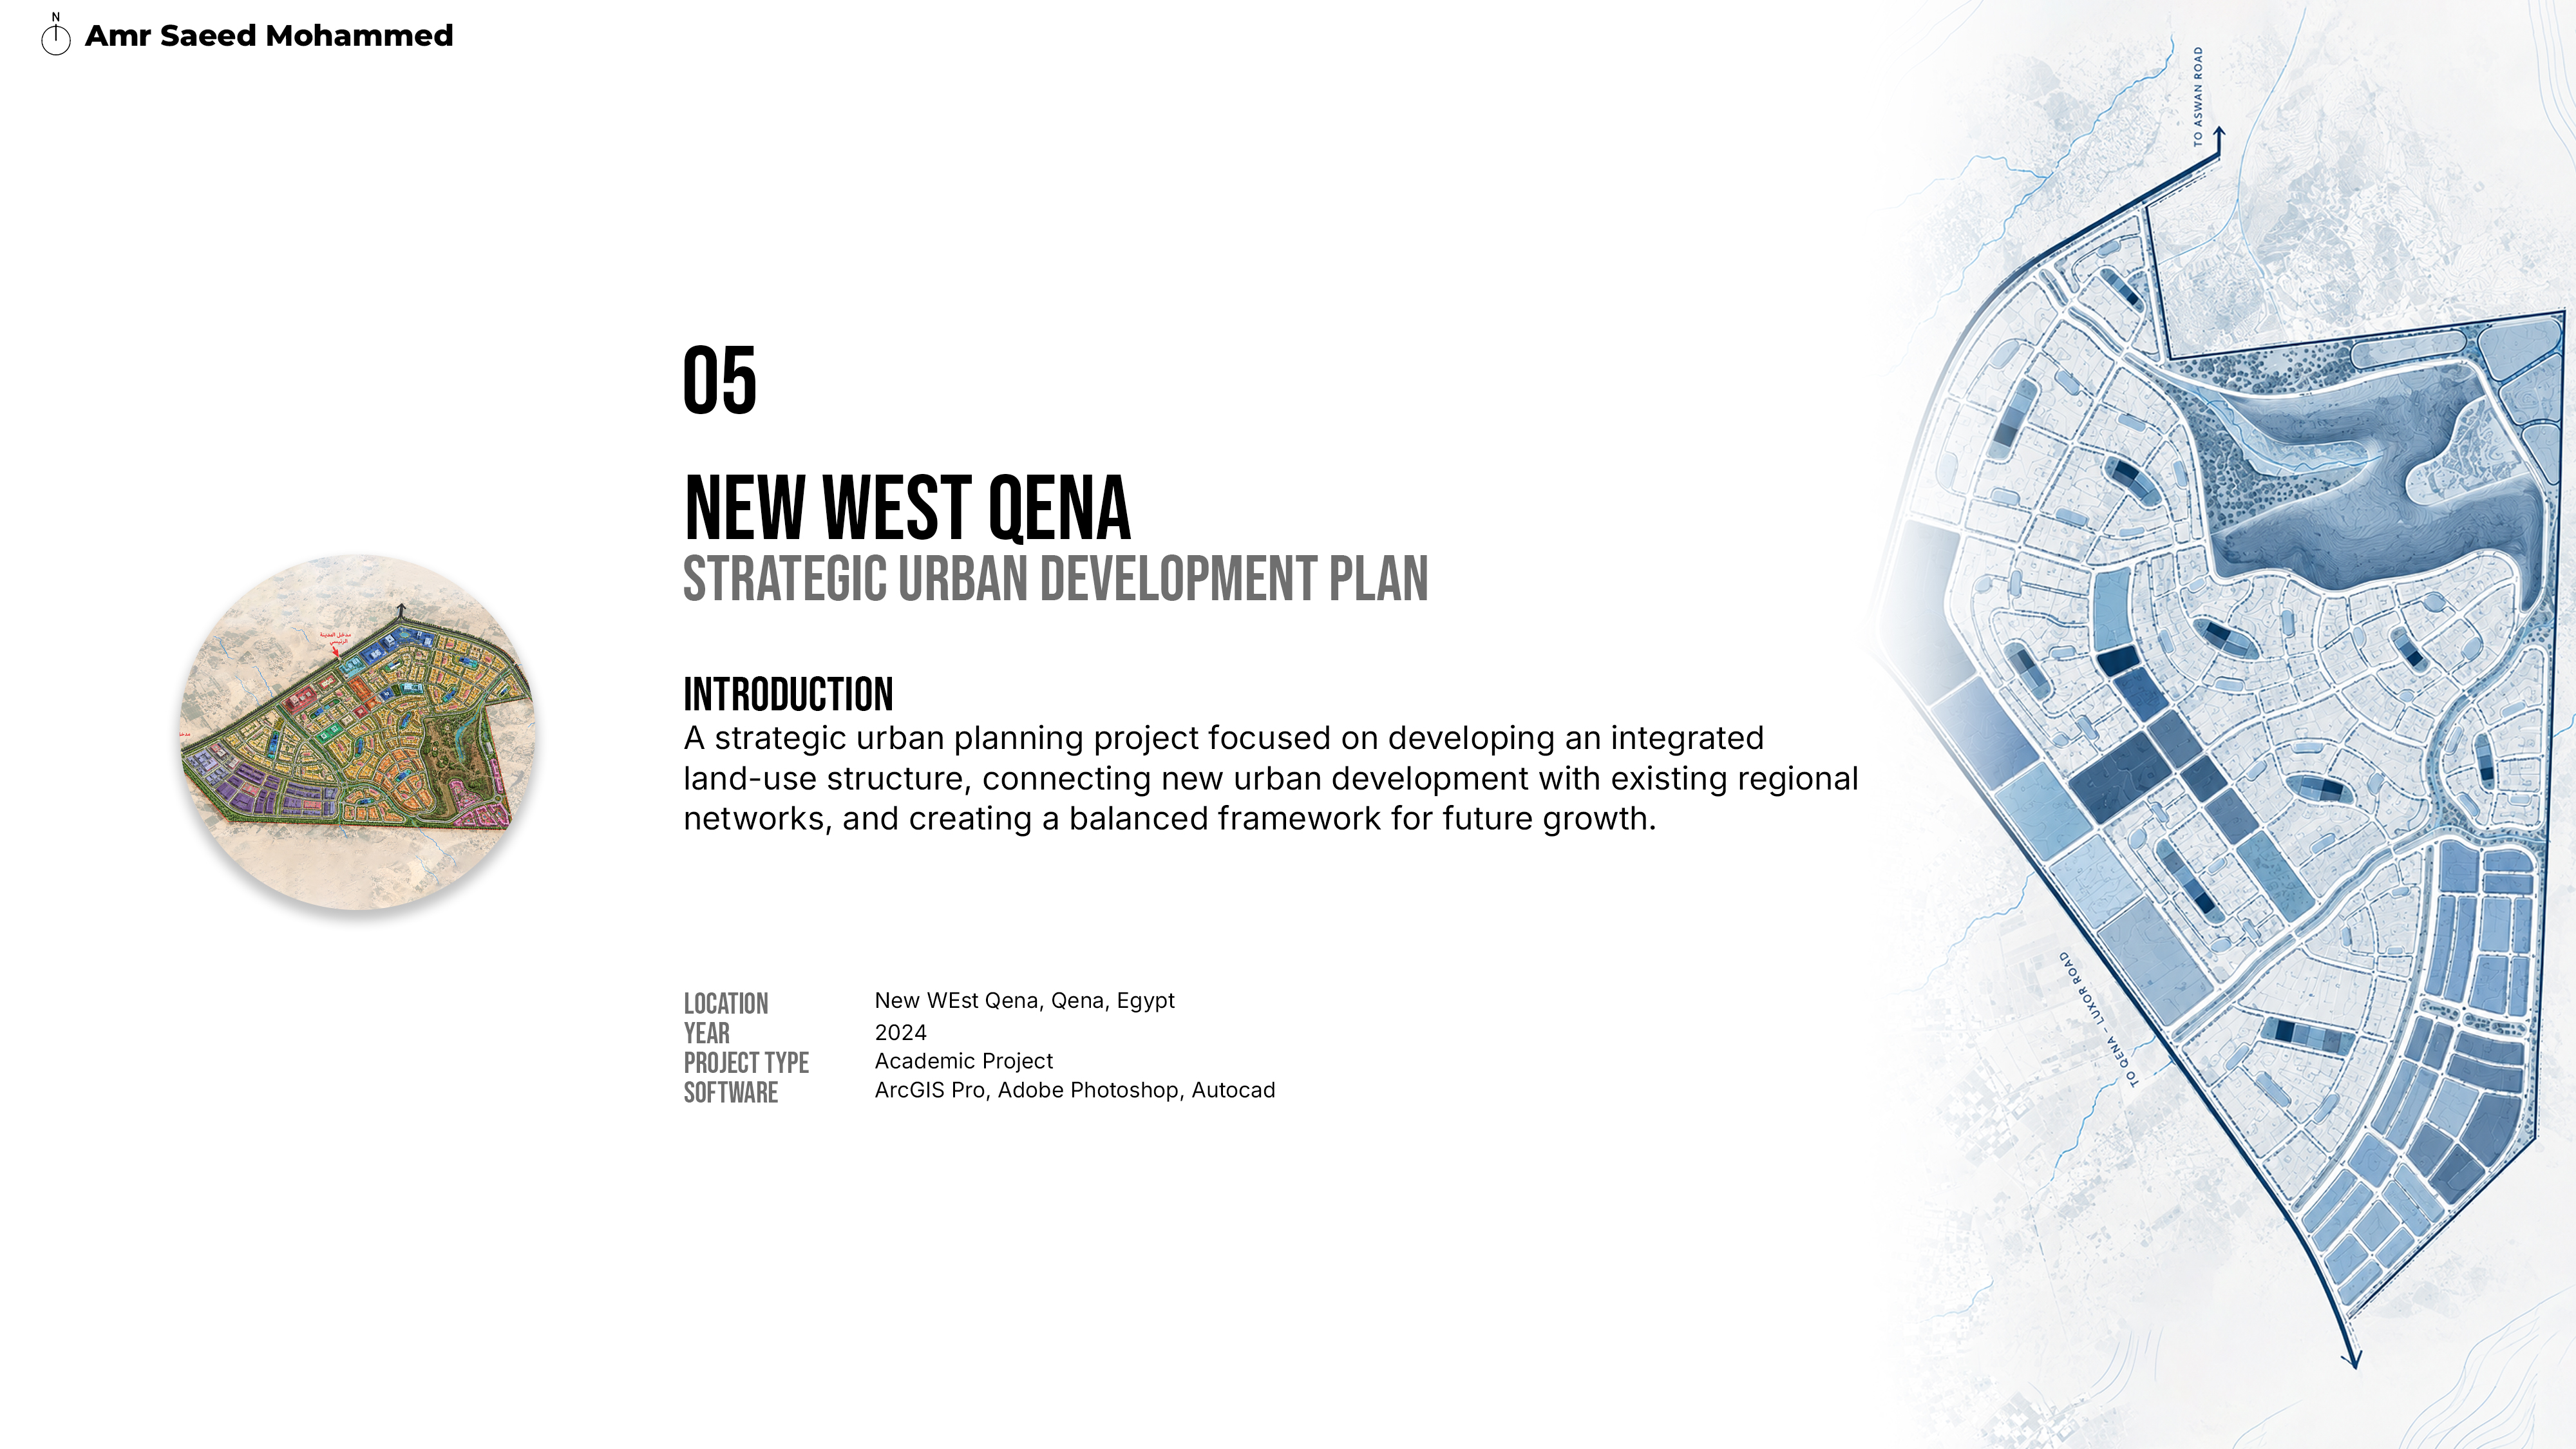 N
Amr Saeed Mohammed
05
NEW WEST QENA
STRATEGIC URBAN DEVELOPMENT PLAN
INTRODUCTION
A strategic urban planning project focused on developing an integrated
land-use structure, connecting new urban development with existing regional
networks, and creating a balanced framework for future growth.
LOCATION New WEst Qena, Qena, Egypt
YEAR 2024
PROJECT TYPE Academic Project
SOFTWARE ArcGIS Pro, Adobe Photoshop, Autocad
مدخل المدينة
الرئيسي
TO ASWAN ROAD
TO QENA – LUXOR ROAD